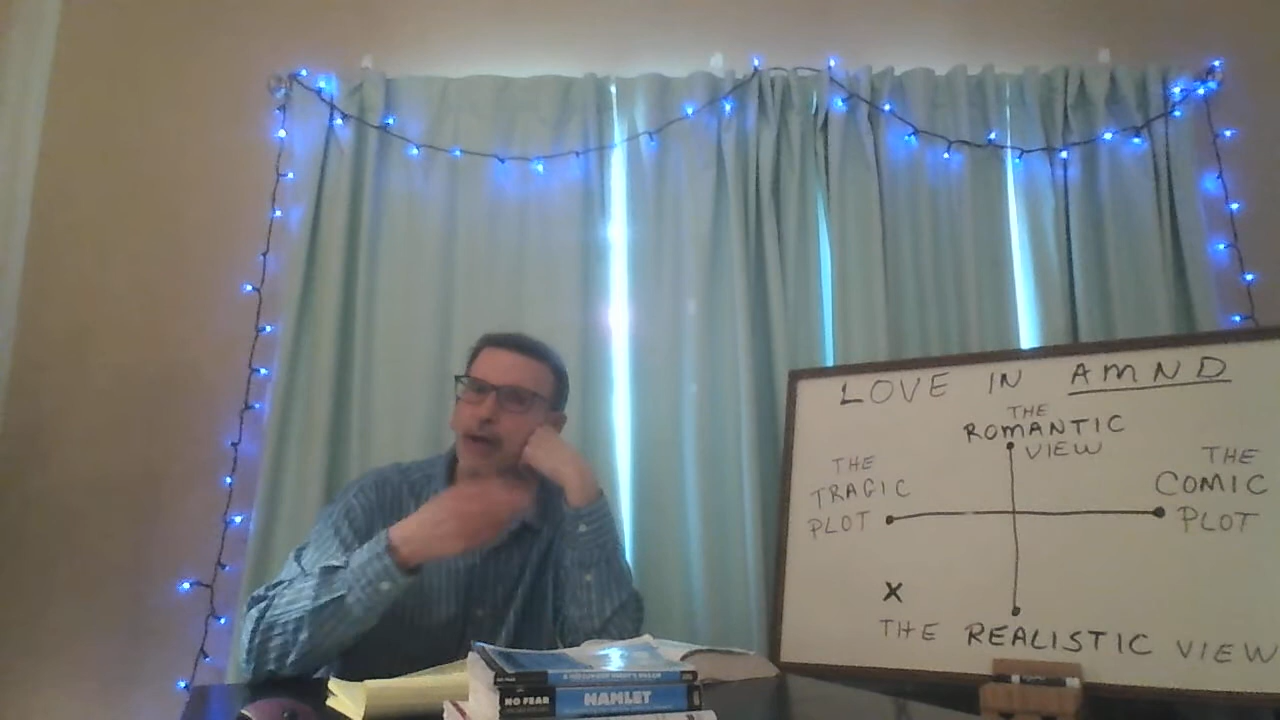 LOVE IN AMND
THE
ROMANTIC
VIEW
THE
TRAGIC
PLOT
THE
COMIC
PLOT
X
THE REALISTIC VIEW
NO FEAR
HAMLET